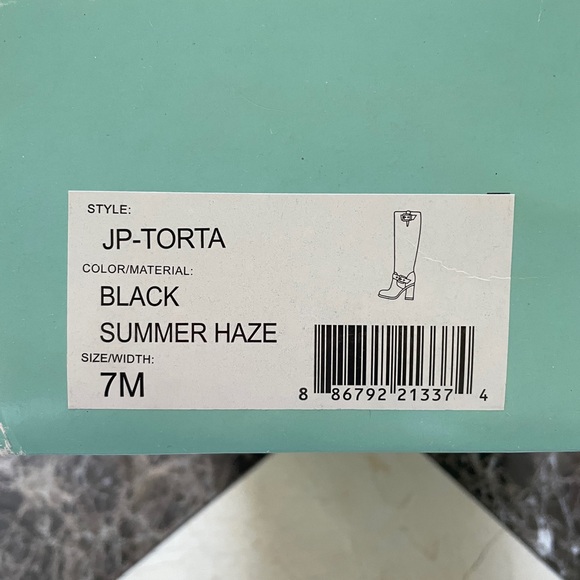 STYLE:
JP-TORTA
COLOR/MATERIAL:
BLACK
SUMMER HAZE
SIZE/WIDTH:
7M
8 86792 21337 4